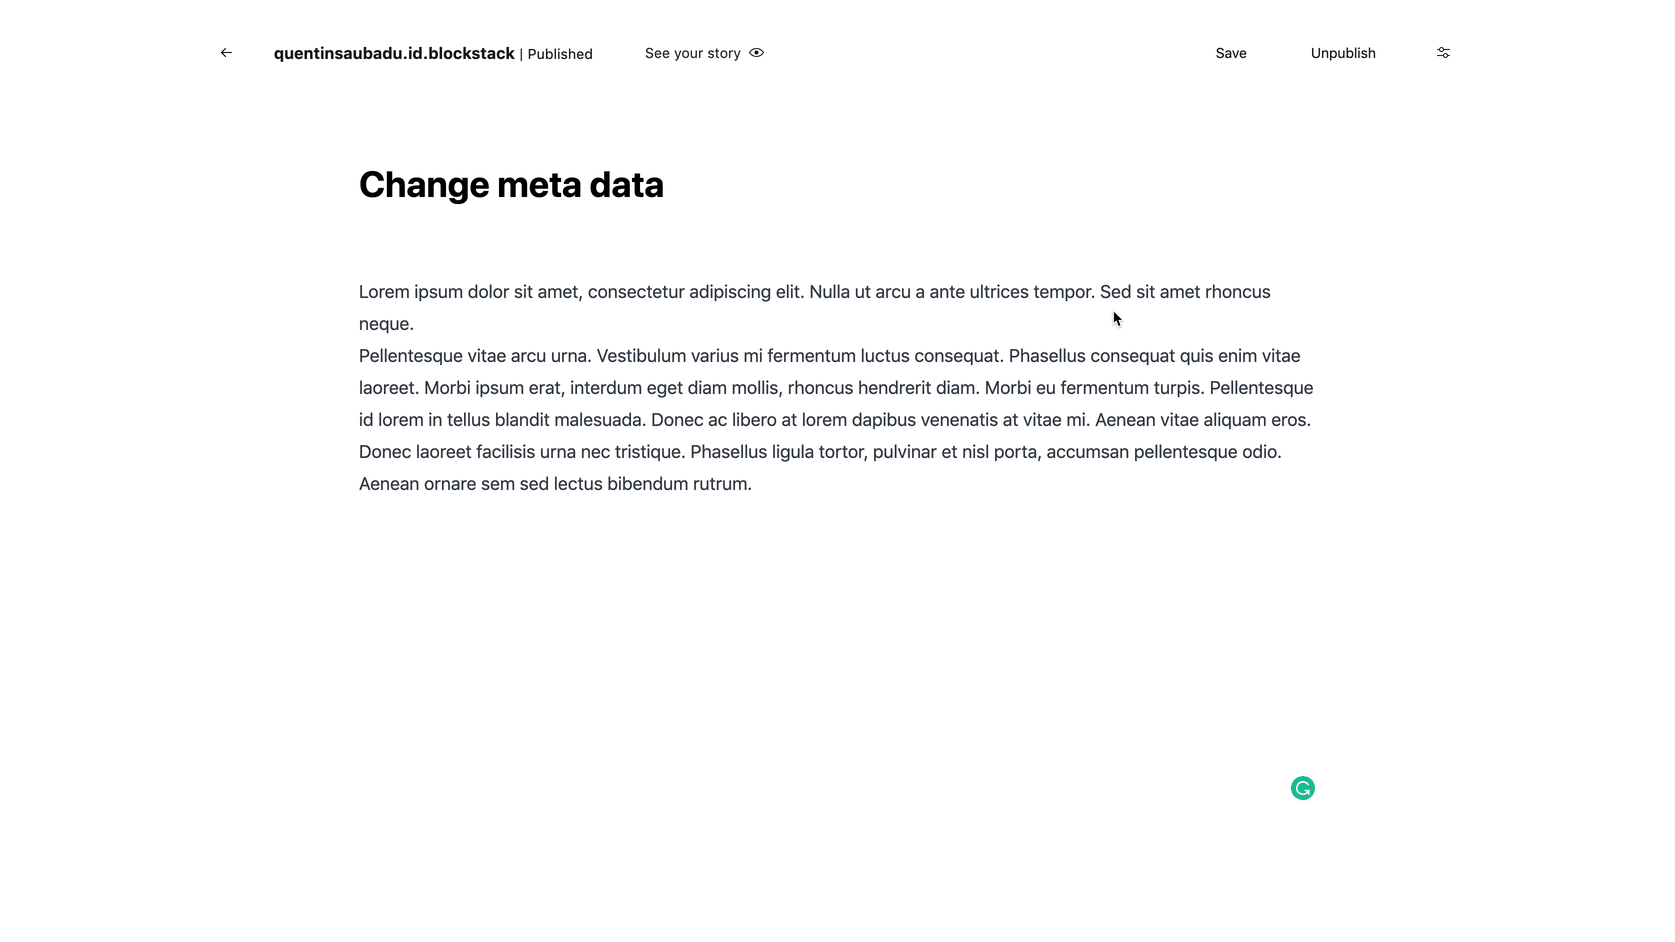 quentinsaubadu.id.blockstack | Published See your story Save Unpublish
Change meta data
Lorem ipsum dolor sit amet, consectetur adipiscing elit. Nulla ut arcu a ante ultrices tempor. Sed sit amet rhoncus
neque.
Pellentesque vitae arcu urna. Vestibulum varius mi fermentum luctus consequat. Phasellus consequat quis enim vitae
laoreet. Morbi ipsum erat, interdum eget diam mollis, rhoncus hendrerit diam. Morbi eu fermentum turpis. Pellentesque
id lorem in tellus blandit malesuada. Donec ac libero at lorem dapibus venenatis at vitae mi. Aenean vitae aliquam eros.
Donec laoreet facilisis urna nec tristique. Phasellus ligula tortor, pulvinar et nisl porta, accumsan pellentesque odio.
Aenean ornare sem sed lectus bibendum rutrum.